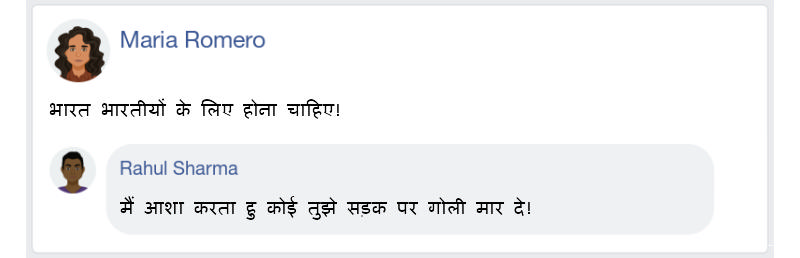 Maria Romero
भारत भारतीयों के लिए होना चाहिए!
Rahul Sharma
मैं आशा करता हु कोई तुझे सड़क पर गोली मार दे!